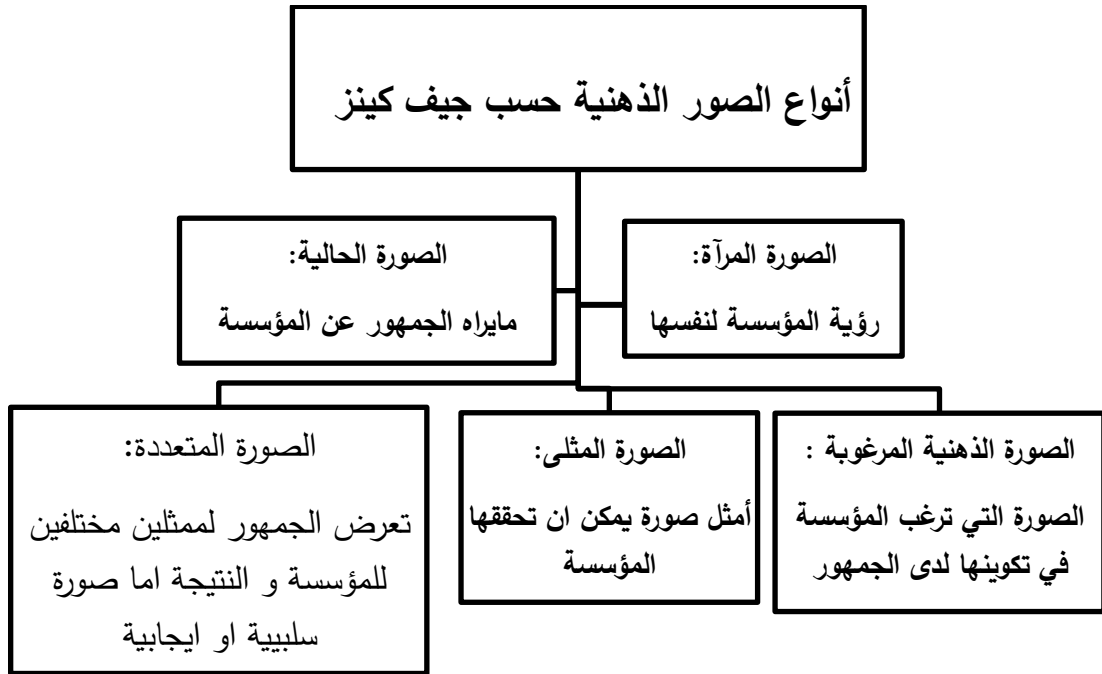 أنواع الصور الذهنية حسب جيف كينز
الصورة المرآة:
رؤية المؤسسة لنفسها
الصورة الحالية:
مايراه الجمهور عن المؤسسة
الصورة الذهنية المرغوبة :
الصورة التي ترغب المؤسسة
في تكوينها لدى الجمهور
الصورة المثلى:
أمثل صورة يمكن ان تحققها
المؤسسة
الصورة المتعددة:
تعرض الجمهور لممثلين مختلفين
للمؤسسة و النتيجة اما صورة
سلبيية او ايجابية